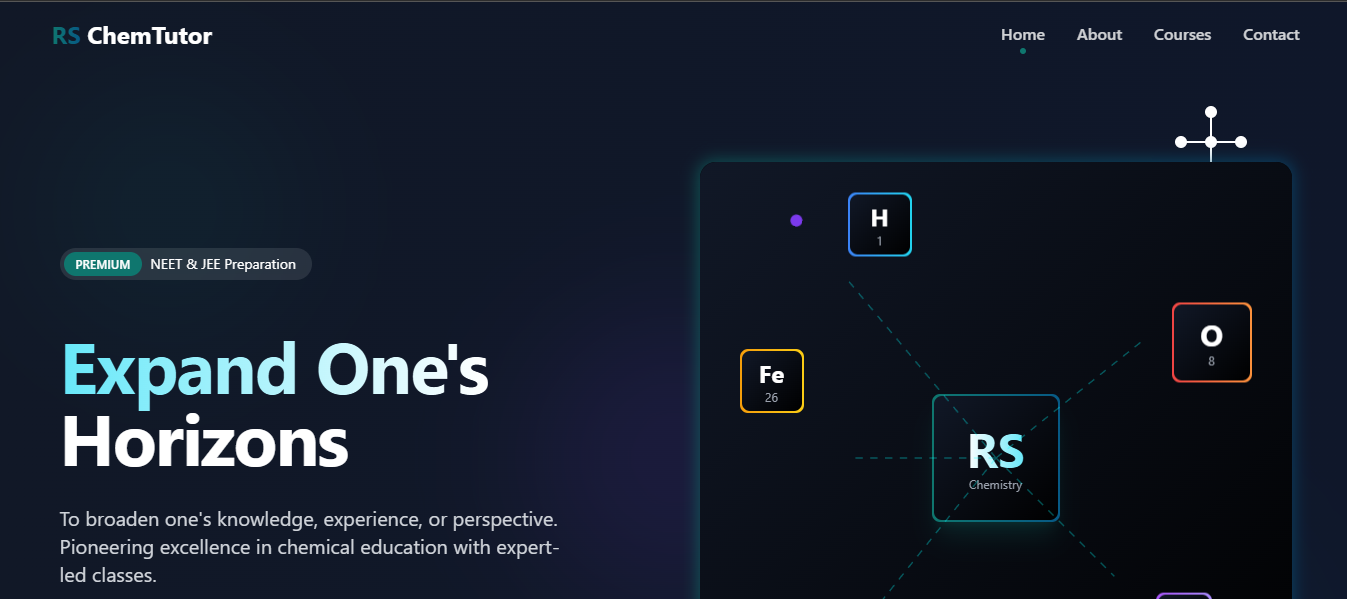 RS ChemTutor
Home About Courses Contact
PREMIUM NEET & JEE Preparation
Expand One's
Horizons
To broaden one's knowledge, experience, or perspective.
Pioneering excellence in chemical education with expert-
led classes.
H
1
O
8
Fe
26
RS
Chemistry